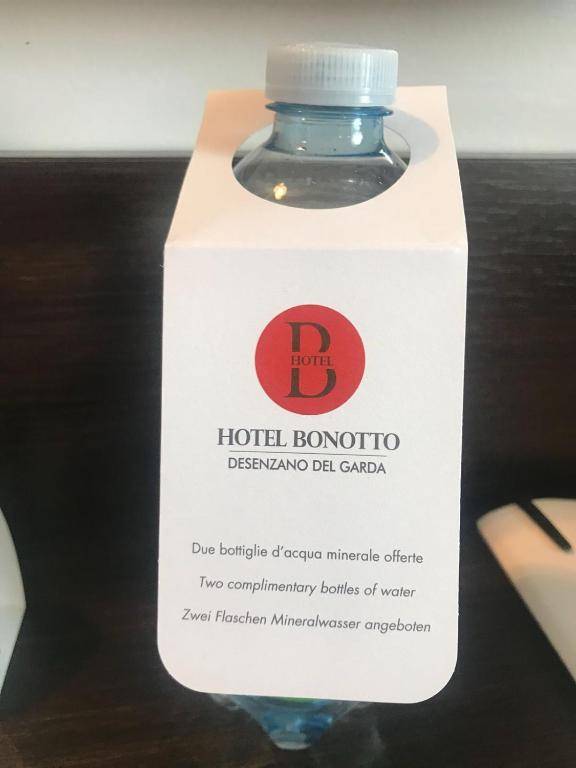 B
HOTEL
HOTEL BONOTTO
DESENZANO DEL GARDA
Due bottiglie d'acqua minerale offerte
Two complimentary bottles of water
Zwei Flaschen Mineralwasser angeboten